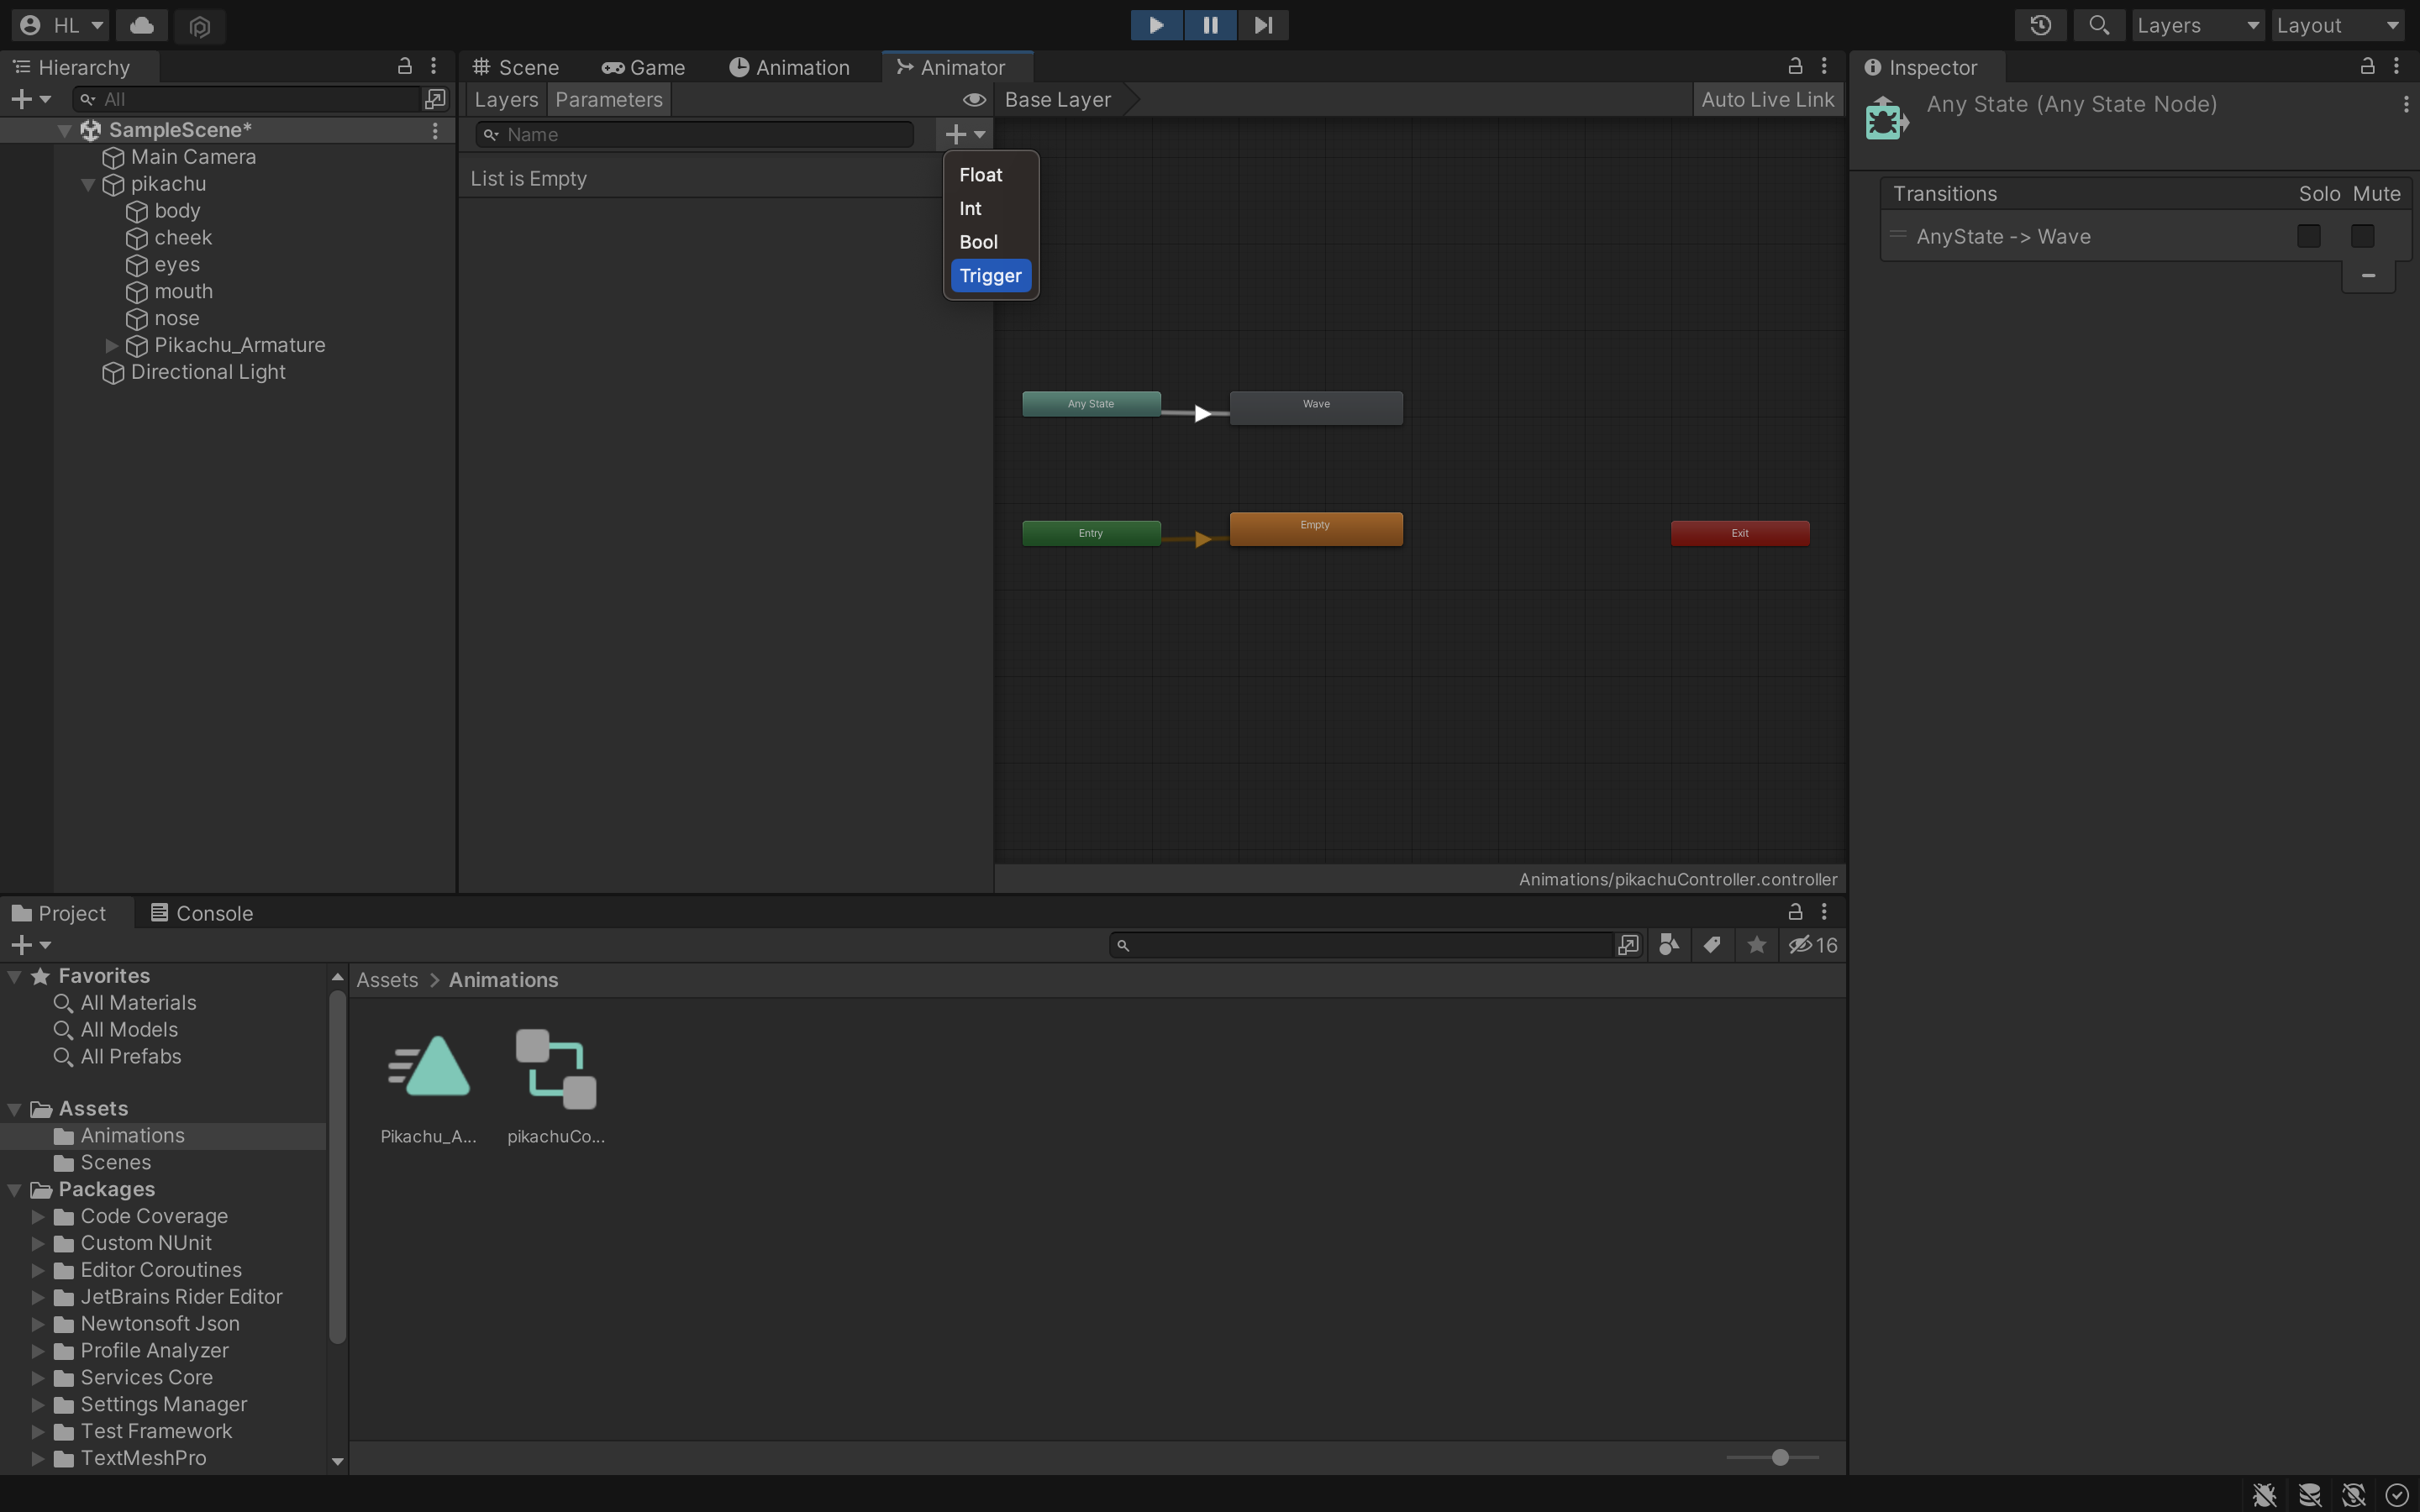 HL
Layers
Layout
Hierarchy
Scene
Game
Animation
Animator
Inspector
All
Layers
Parameters
Base Layer
Auto Live Link
Any State (Any State Node)
SampleScene*
Name
Main Camera
pikachu
List is Empty
Float
Int
Bool
Trigger
Transitions
Solo
Mute
AnyState -> Wave
body
cheek
eyes
mouth
nose
Pikachu_Armature
Directional Light
Any State
Wave
Entry
Empty
Exit
Animations/pikachuController.controller
Project
Console
16
Favorites
All Materials
All Models
All Prefabs
Assets
Animations
Scenes
Packages
Code Coverage
Custom NUnit
Editor Coroutines
JetBrains Rider Editor
Newtonsoft Json
Profile Analyzer
Services Core
Settings Manager
Test Framework
TextMeshPro
Assets > Animations
Pikachu_A...
pikachuCo...